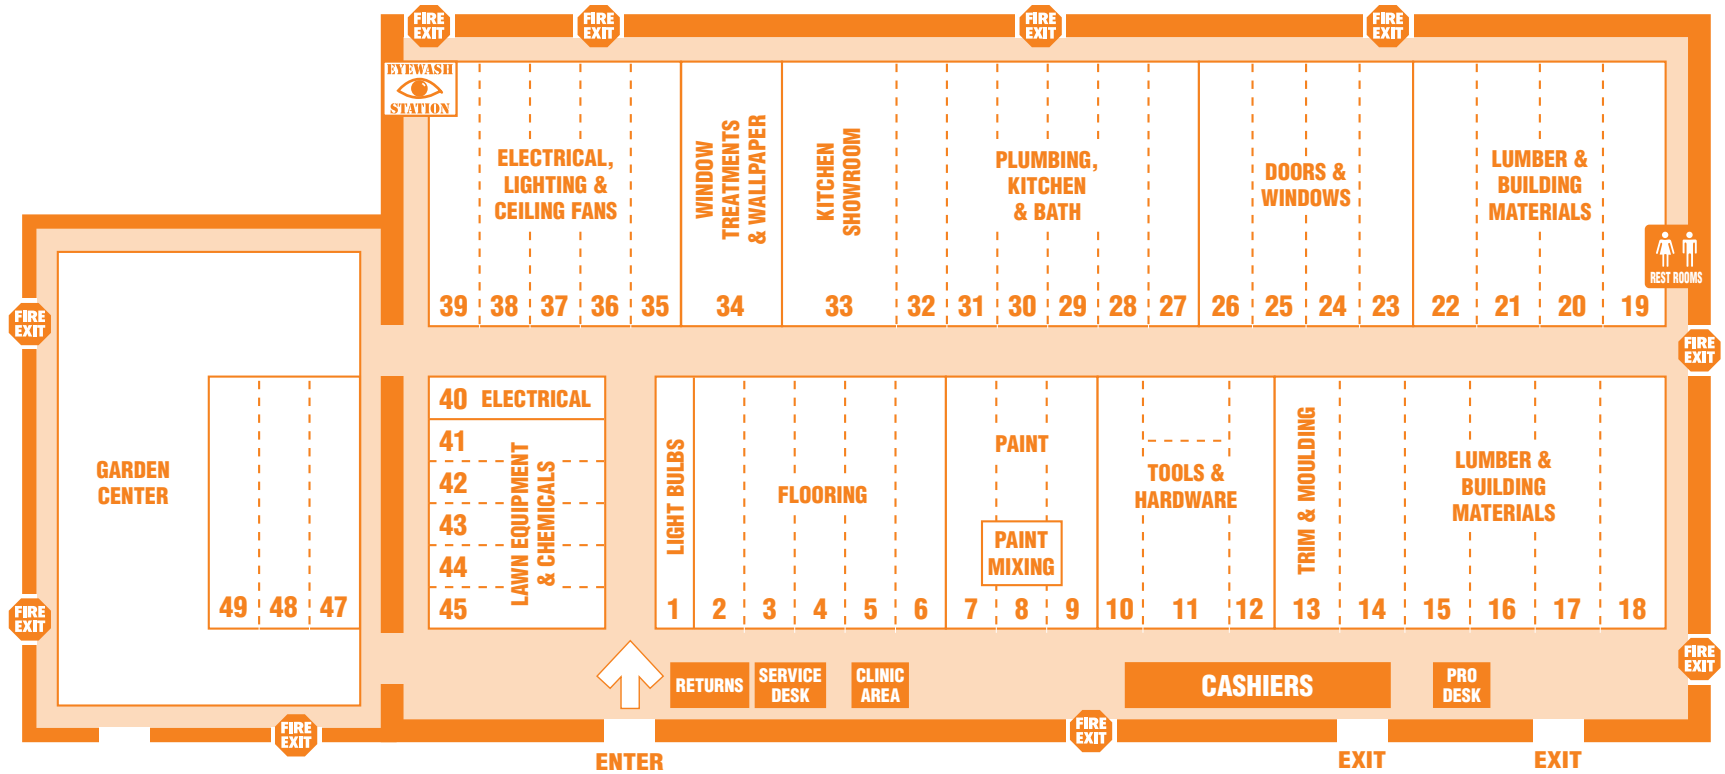 FIRE
EXIT
FIRE
EXIT
FIRE
EXIT
FIRE
EXIT
EYEWASH
STATION
ELECTRICAL,
LIGHTING &
CEILING FANS
WINDOW
TREATMENTS
& WALLPAPER
KITCHEN
SHOWROOM
PLUMBING,
KITCHEN
& BATH
DOORS &
WINDOWS
LUMBER &
BUILDING
MATERIALS
REST ROOMS
39 38 37 36 35 34 33 32 31 30 29 28 27 26 25 24 23 22 21 20 19
FIRE
EXIT
FIRE
EXIT
GARDEN
CENTER
49 48 47
FIRE
EXIT
FIRE
EXIT
40 ELECTRICAL
41
42
43
44
45
LAWN EQUIPMENT
& CHEMICALS
LIGHT BULBS
FLOORING
PAINT
PAINT
MIXING
TOOLS &
HARDWARE
TRIM & MOULDING
LUMBER &
BUILDING
MATERIALS
1 2 3 4 5 6 7 8 9 10 11 12 13 14 15 16 17 18
RETURNS
SERVICE
DESK
CLINIC
AREA
CASHIERS
PRO
DESK
FIRE
EXIT
FIRE
EXIT
ENTER
EXIT
EXIT